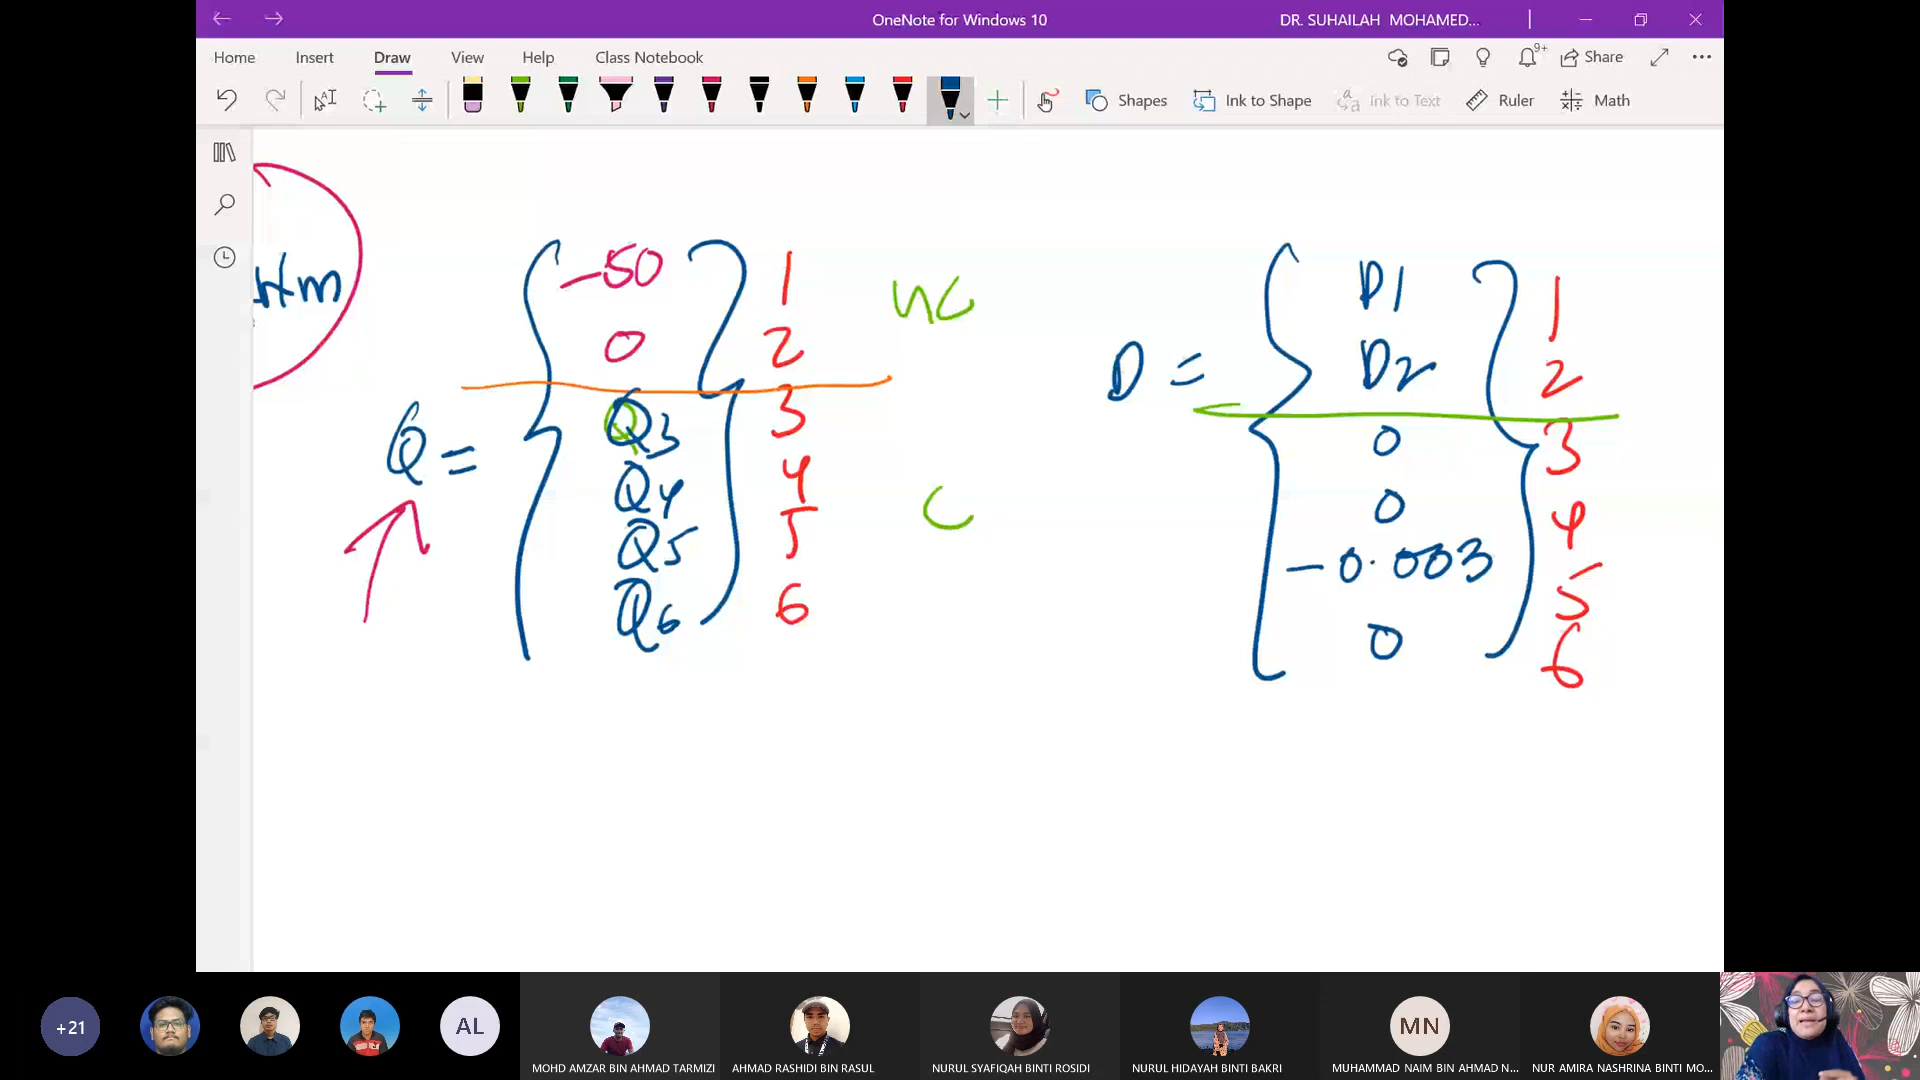 OneNote for Windows 10
DR. SUHAILAH MOHAMED...
Home Insert Draw View Help Class Notebook
9+ Share
Shapes Ink to Shape Ink to Text Ruler Math
-50 1 UC
0 2
Q = Q3 3
Q4 4 C
Q5 5
Q6 6
D = D1 1
D2 2
0 3
0 4
-0.003 5
0 6
+21
AL
MN
MOHD AMZAR BIN AHMAD TARMIZI
AHMAD RASHIDI BIN RASUL
NURUL SYAFIQAH BINTI ROSIDI
NURUL HIDAYAH BINTI BAKRI
MUHAMMAD NAIM BIN AHMAD N...
NUR AMIRA NASHRINA BINTI MO...